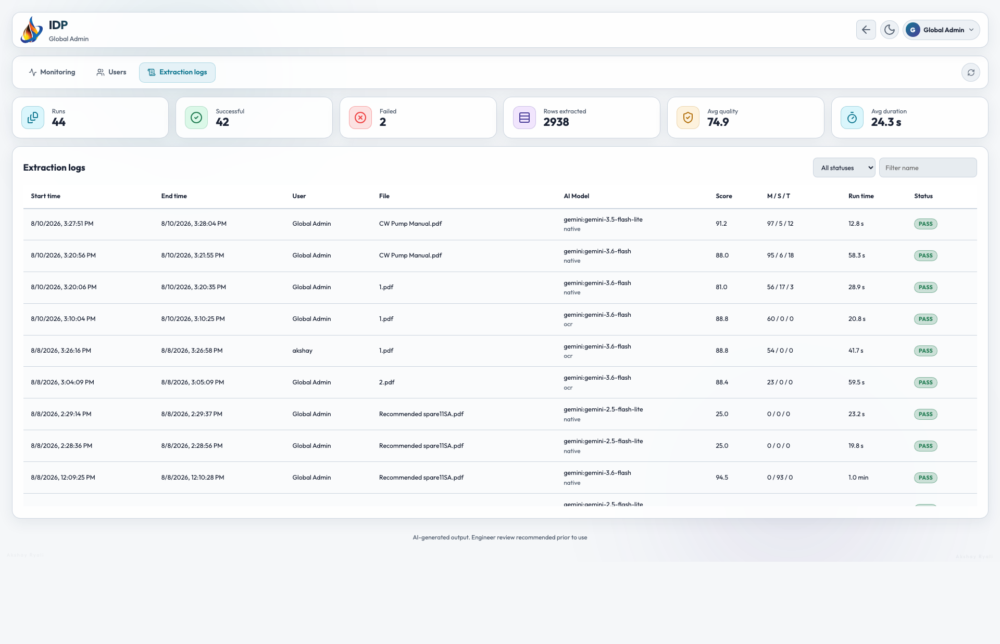 IDP
Global Admin
G Global Admin
Monitoring Users Extraction logs
Runs
44
Successful
42
Failed
2
Rows extracted
2938
Avg quality
74.9
Avg duration
24.3 s
Extraction logs
All statuses Filter name
Start time End time User File AI Model Score M / S / T Run time Status
8/10/2026, 3:27:51 PM 8/10/2026, 3:28:04 PM Global Admin CW Pump Manual.pdf gemini:gemini-3.5-flash-lite 91.2 97 / 5 / 12 12.8 s PASS
native
8/10/2026, 3:20:56 PM 8/10/2026, 3:21:55 PM Global Admin CW Pump Manual.pdf gemini:gemini-3.6-flash 88.0 95 / 6 / 18 58.3 s PASS
native
8/10/2026, 3:20:06 PM 8/10/2026, 3:20:35 PM Global Admin 1.pdf gemini:gemini-3.6-flash 81.0 56 / 17 / 3 28.9 s PASS
native
8/10/2026, 3:10:04 PM 8/10/2026, 3:10:25 PM Global Admin 1.pdf gemini:gemini-3.6-flash 88.8 60 / 0 / 0 20.8 s PASS
ocr
8/8/2026, 3:26:16 PM 8/8/2026, 3:26:58 PM akshay 1.pdf gemini:gemini-3.6-flash 88.8 54 / 0 / 0 41.7 s PASS
ocr
8/8/2026, 3:04:09 PM 8/8/2026, 3:05:09 PM Global Admin 2.pdf gemini:gemini-3.6-flash 88.4 23 / 0 / 0 59.5 s PASS
ocr
8/8/2026, 2:29:14 PM 8/8/2026, 2:29:37 PM Global Admin Recommended spare11SA.pdf gemini:gemini-2.5-flash-lite 25.0 0 / 0 / 0 23.2 s PASS
native
8/8/2026, 2:28:36 PM 8/8/2026, 2:28:56 PM Global Admin Recommended spare11SA.pdf gemini:gemini-2.5-flash-lite 25.0 0 / 0 / 0 19.8 s PASS
native
8/8/2026, 12:09:25 PM 8/8/2026, 12:10:28 PM Global Admin Recommended spare11SA.pdf gemini:gemini-3.6-flash 94.5 0 / 93 / 0 1.0 min PASS
native
gemini:gemini-2.5-flash-lite
AI-generated output. Engineer review recommended prior to use